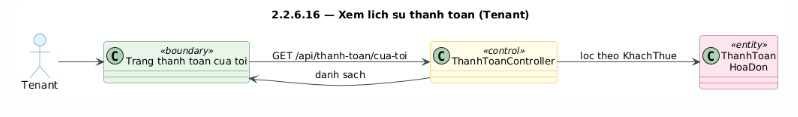 2.2.6.16 — Xem lich su thanh toan (Tenant)
Tenant
C
«boundary»
Trang thanh toan cua toi
GET /api/thanh-toan/cua-toi
danh sach
C
«control»
ThanhToanController
loc theo KhachThue
C
«entity»
ThanhToan
HoaDon